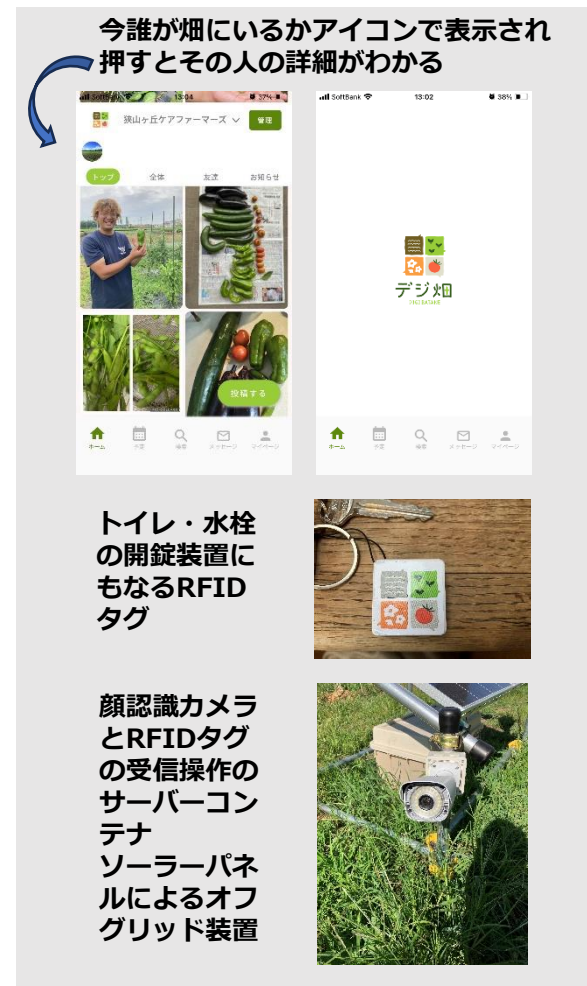 今誰が畑にいるかアイコンで表示され
押すとその人の詳細がわかる
SoftBank 13:04 37%
狭山ヶ丘ケアファーマーズ 管理
トップ 全体 友達 お知らせ
投稿する
ホーム 予定 検索 メッセージ マイページ
SoftBank 13:02 38%
デジ畑
DIGI BATAKE
ホーム 予定 検索 メッセージ マイページ
トイレ・水栓
の開錠装置に
もなるRFID
タグ
顔認識カメラ
とRFIDタグ
の受信操作の
サーバーコン
テナ
ソーラーパネ
ルによるオフ
グリッド装置